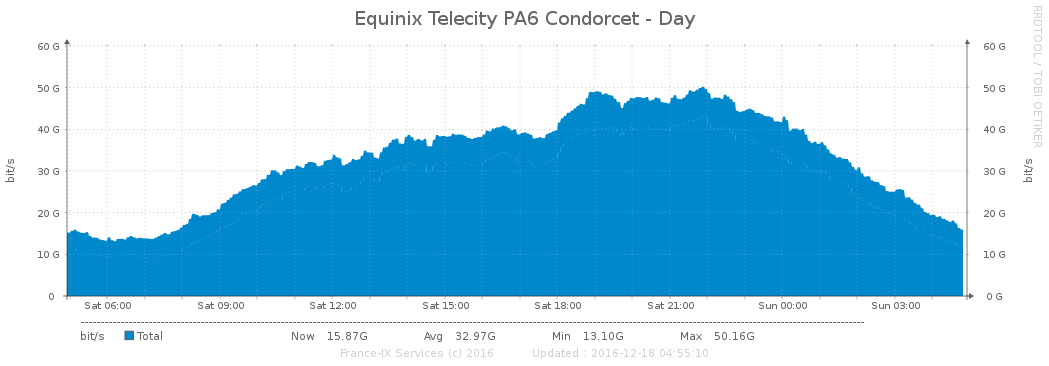 Equinix Telecity PA6 Condorcet - Day
RRDTOOL / TOBI OETIKER
60 G 60 G
50 G 50 G
40 G 40 G
30 G 30 G
20 G 20 G
10 G 10 G
0 0 G
bit/s bit/s
Sat 06:00 Sat 09:00 Sat 12:00 Sat 15:00 Sat 18:00 Sat 21:00 Sun 00:00 Sun 03:00
bit/s Total Now 15.87G Avg 32.97G Min 13.10G Max 50.16G
France-IX Services (c) 2016 Updated : 2016-12-18 04:55:10